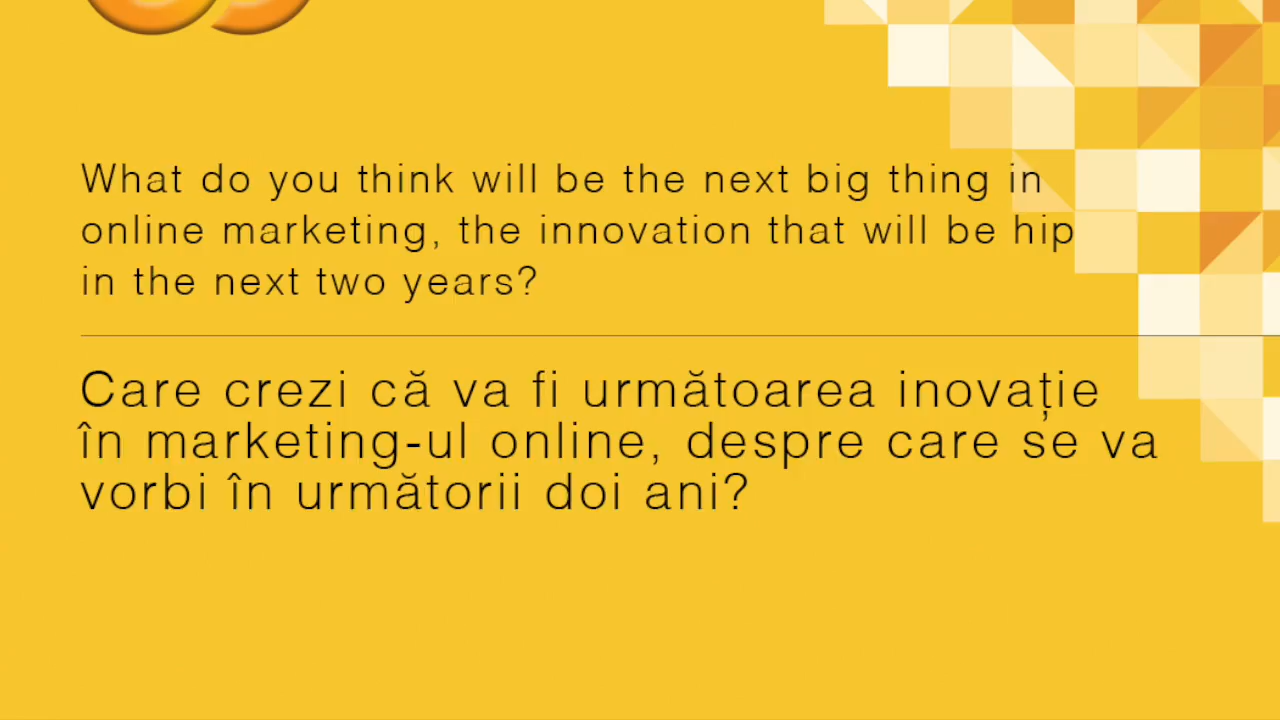 What do you think will be the next big thing in
online marketing, the innovation that will be hip
in the next two years?
Care crezi că va fi următoarea inovație
în marketing-ul online, despre care se va
vorbi în următorii doi ani?